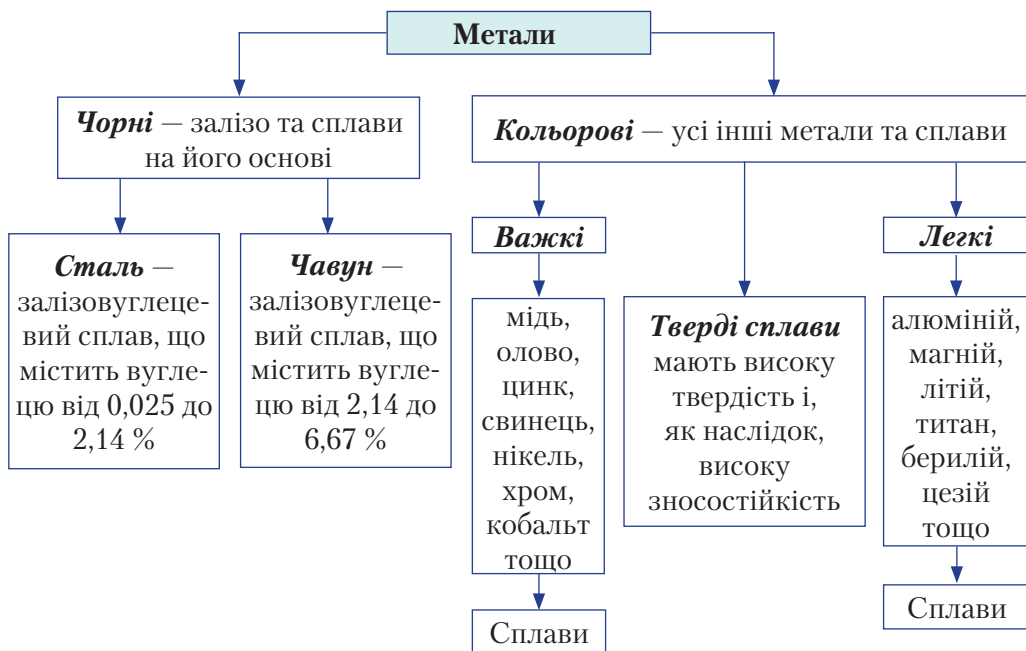 Метали
Чорні — залізо та сплави
на його основі
Кольорові — усі інші метали та сплави
Сталь —
залізовуглеце-
вий сплав, що
містить вугле-
цю від 0,025 до
2,14 %
Чавун —
залізовуглеце-
вий сплав, що
містить вугле-
цю від 2,14 до
6,67 %
Важкі
мідь,
олово,
цинк,
свинець,
нікель,
хром,
кобальт
тощо
Сплави
Тверді сплави
мають високу
твердість і,
як наслідок,
високу
зносостійкість
Легкі
алюміній,
магній,
літій,
титан,
берилій,
цезій
тощо
Сплави